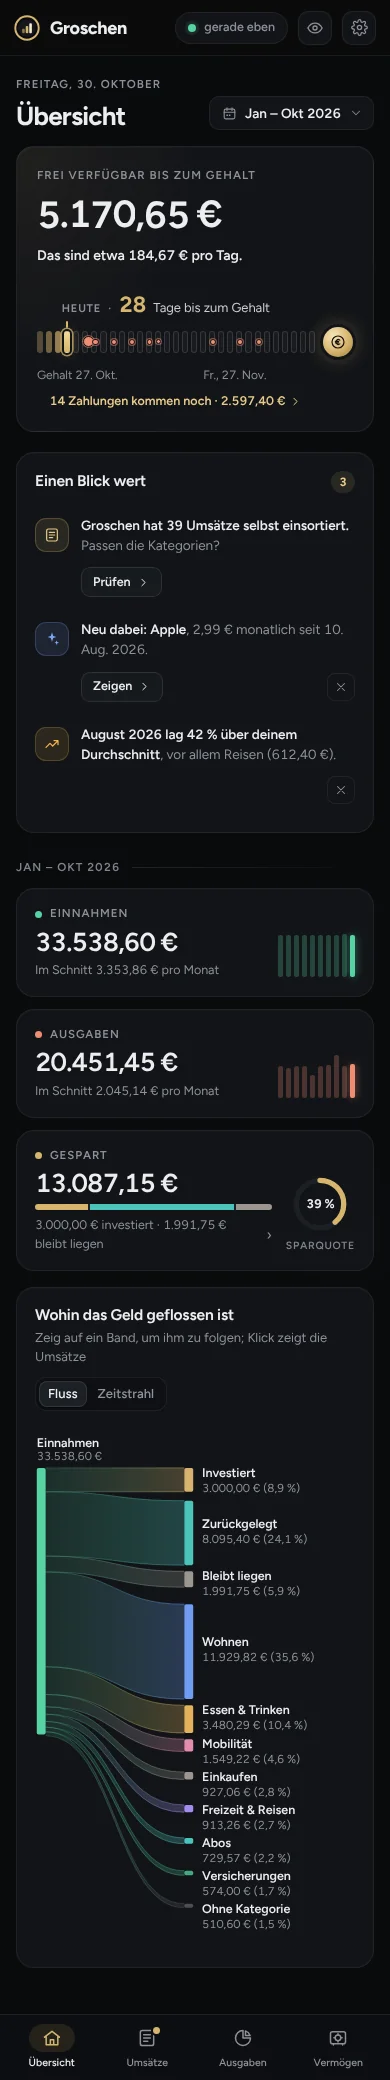 Groschen
gerade eben
FREITAG, 30. OKTOBER
Übersicht
Jan – Okt 2026
FREI VERFÜGBAR BIS ZUM GEHALT
5.170,65 €
Das sind etwa 184,67 € pro Tag.
HEUTE · 28 Tage bis zum Gehalt
Gehalt 27. Okt.
Fr., 27. Nov.
14 Zahlungen kommen noch · 2.597,40 €
Einen Blick wert
3
Groschen hat 39 Umsätze selbst einsortiert.
Passen die Kategorien?
Prüfen
Neu dabei: Apple, 2,99 € monatlich seit 10.
Aug. 2026.
Zeigen
August 2026 lag 42 % über deinem
Durchschnitt, vor allem Reisen (612,40 €).
JAN – OKT 2026
EINNAHMEN
33.538,60 €
Im Schnitt 3.353,86 € pro Monat
AUSGABEN
20.451,45 €
Im Schnitt 2.045,14 € pro Monat
GESPART
13.087,15 €
3.000,00 € investiert · 1.991,75 €
bleibt liegen
39 %
SPARQUOTE
Wohin das Geld geflossen ist
Zeig auf ein Band, um ihm zu folgen; Klick zeigt die
Umsätze
Fluss
Zeitstrahl
Einnahmen
33.538,60 €
Investiert
3.000,00 € (8,9 %)
Zurückgelegt
8.095,40 € (24,1 %)
Bleibt liegen
1.991,75 € (5,9 %)
Wohnen
11.929,82 € (35,6 %)
Essen & Trinken
3.480,29 € (10,4 %)
Mobilität
1.549,22 € (4,6 %)
Einkaufen
927,06 € (2,8 %)
Freizeit & Reisen
913,26 € (2,7 %)
Abos
729,57 € (2,2 %)
Versicherungen
574,00 € (1,7 %)
Ohne Kategorie
510,60 € (1,5 %)
Übersicht
Umsätze
Ausgaben
Vermögen